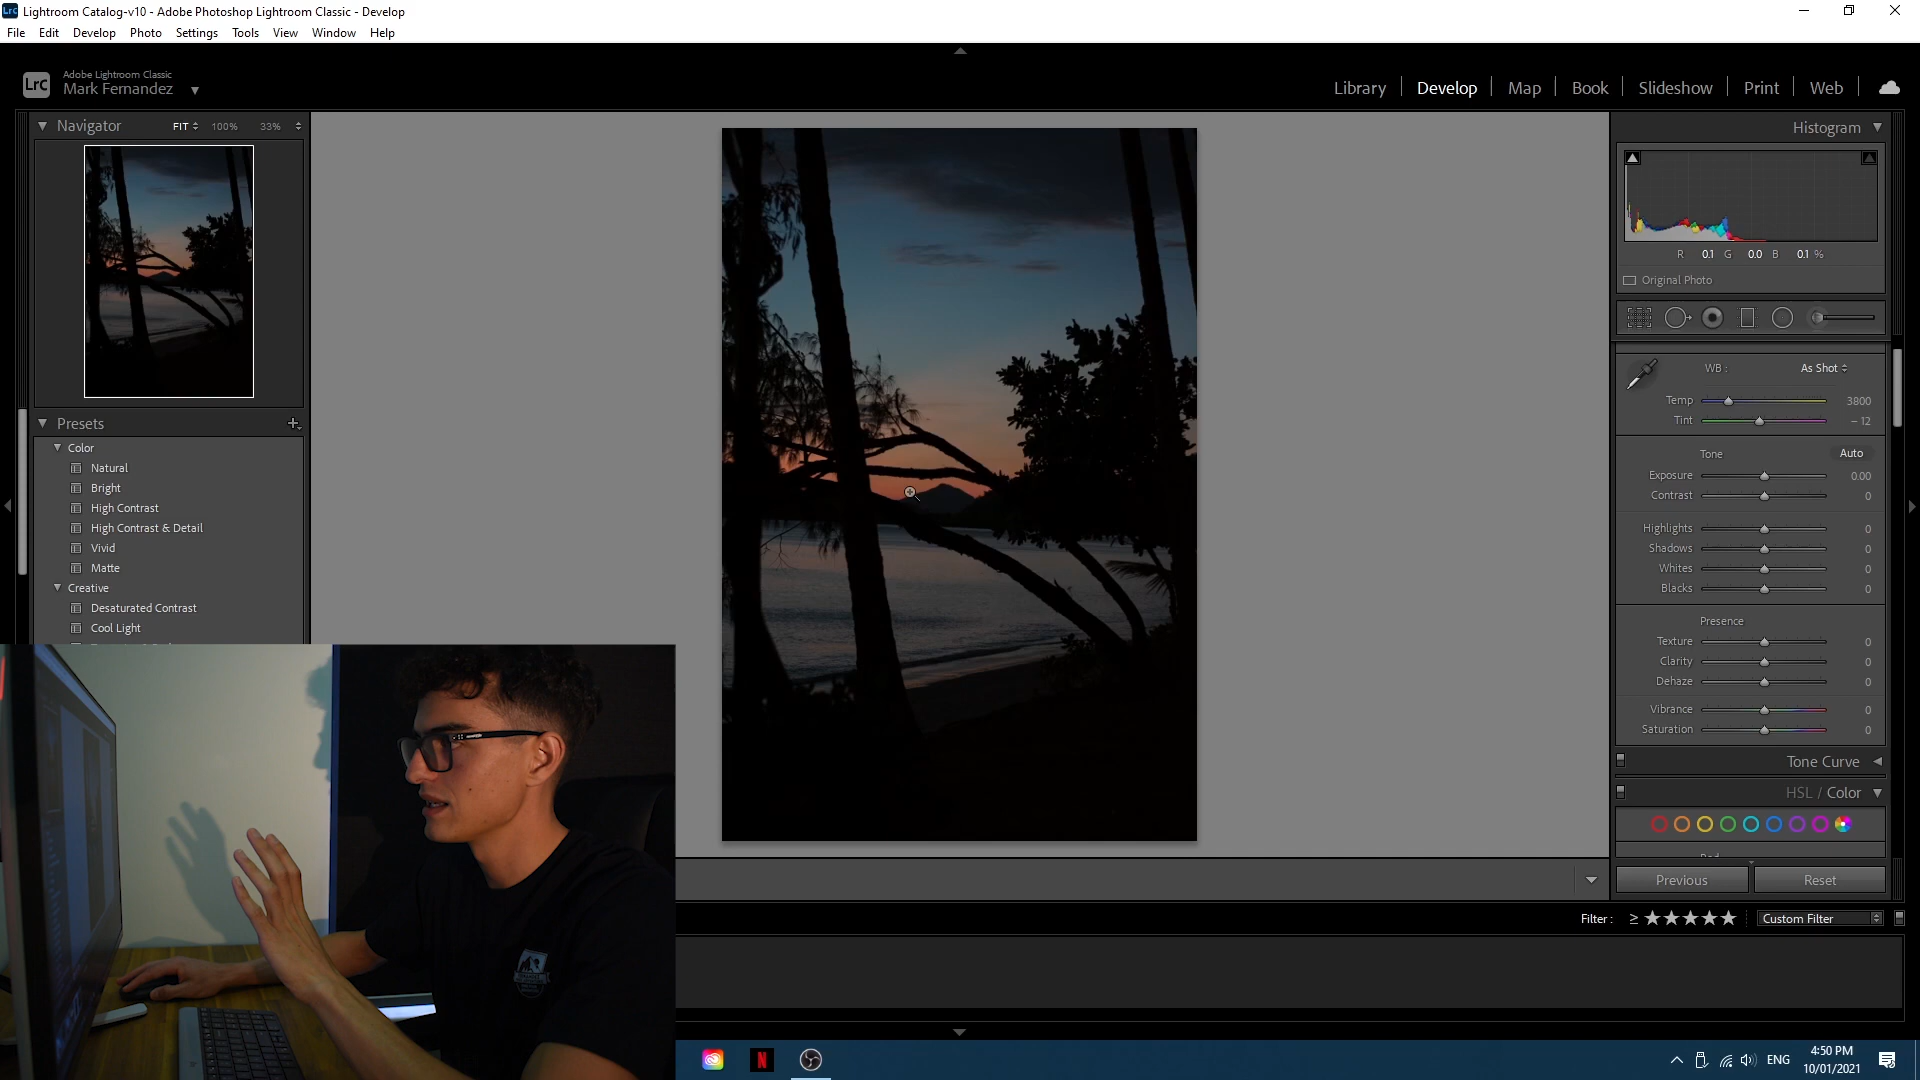 Lrc Lightroom Catalog-v10 - Adobe Photoshop Lightroom Classic - Develop
File Edit Develop Photo Settings Tools View Window Help
Lrc Adobe Lightroom Classic
Mark Fernandez
Library Develop Map Book Slideshow Print Web
Navigator FIT 100% 33%
Histogram
R 0.1 G 0.0 B 0.1 %
Original Photo
WB : As Shot
Temp 3800
Tint – 12
Tone Auto
Exposure 0.00
Contrast 0
Highlights 0
Shadows 0
Whites 0
Blacks 0
Presence
Texture 0
Clarity 0
Dehaze 0
Vibrance 0
Saturation 0
Tone Curve
HSL / Color
Previous Reset
Presets
Color
Natural
Bright
High Contrast
High Contrast & Detail
Vivid
Matte
Creative
Desaturated Contrast
Cool Light
Filter : ≥ ★★★★★ Custom Filter
N
ENG
4:50 PM
10/01/2021